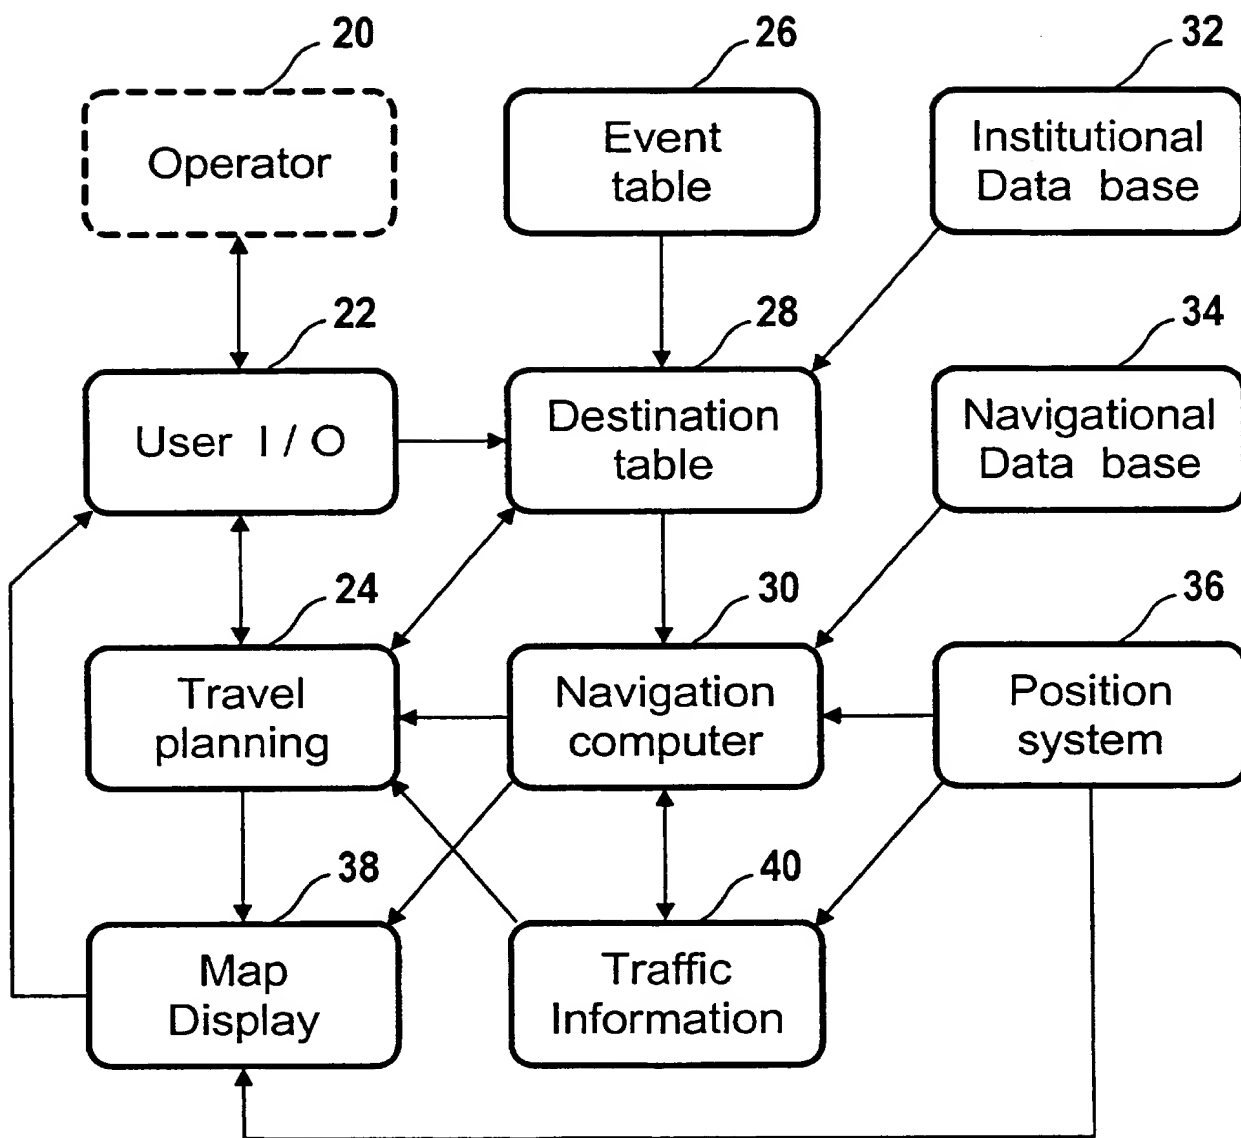 20
26
32
Operator
Event
table
Institutional
Data base
22
28
34
User I / O
Destination
table
Navigational
Data base
24
30
36
Travel
planning
Navigation
computer
Position
system
38
40
Map
Display
Traffic
Information